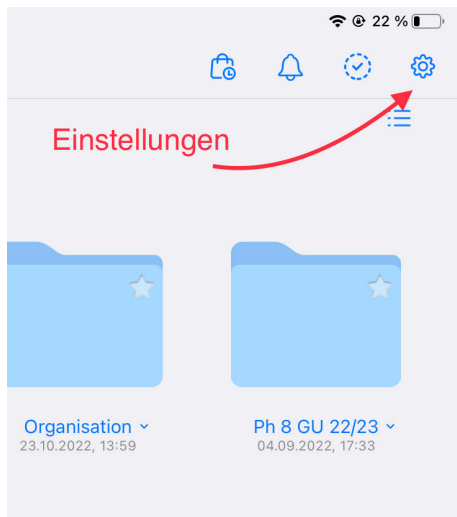 22 %
Einstellungen
Organisation
23.10.2022, 13:59
Ph 8 GU 22/23
04.09.2022, 17:33